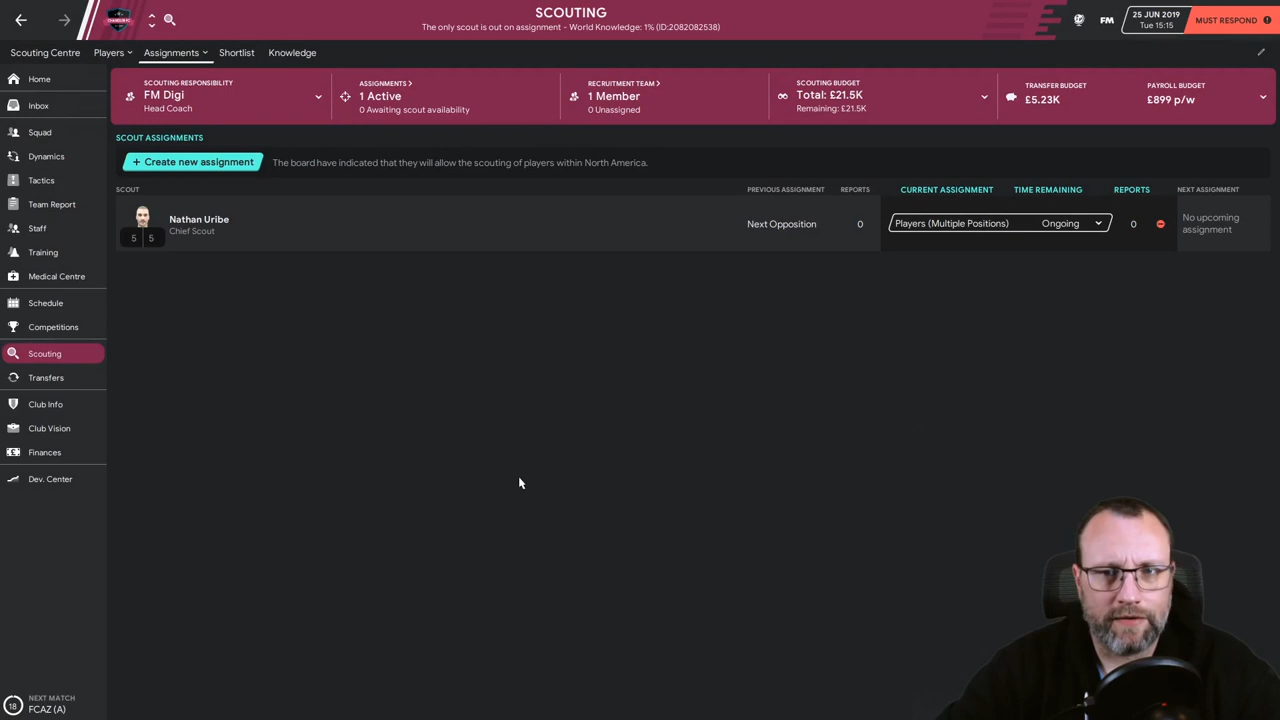 SCOUTING
The only scout is out on assignment - World Knowledge: 1% (ID:2082082538)
FM
25 JUN 2019
Tue 15:15
MUST RESPOND
Scouting Centre
Players
Assignments
Shortlist
Knowledge
Home
Inbox
Squad
Dynamics
Tactics
Team Report
Staff
Training
Medical Centre
Schedule
Competitions
Scouting
Transfers
Club Info
Club Vision
Finances
Dev. Center
NEXT MATCH
18
FCAZ (A)
SCOUTING RESPONSIBILITY
FM Digi
Head Coach
ASSIGNMENTS >
1 Active
0 Awaiting scout availability
RECRUITMENT TEAM >
1 Member
0 Unassigned
SCOUTING BUDGET
Total: £21.5K
Remaining: £21.5K
TRANSFER BUDGET
£5.23K
PAYROLL BUDGET
£899 p/w
SCOUT ASSIGNMENTS
+ Create new assignment
The board have indicated that they will allow the scouting of players within North America.
SCOUT
PREVIOUS ASSIGNMENT
REPORTS
CURRENT ASSIGNMENT
TIME REMAINING
REPORTS
NEXT ASSIGNMENT
5 5
Nathan Uribe
Chief Scout
Next Opposition
0
Players (Multiple Positions)
Ongoing
0
No upcoming
assignment